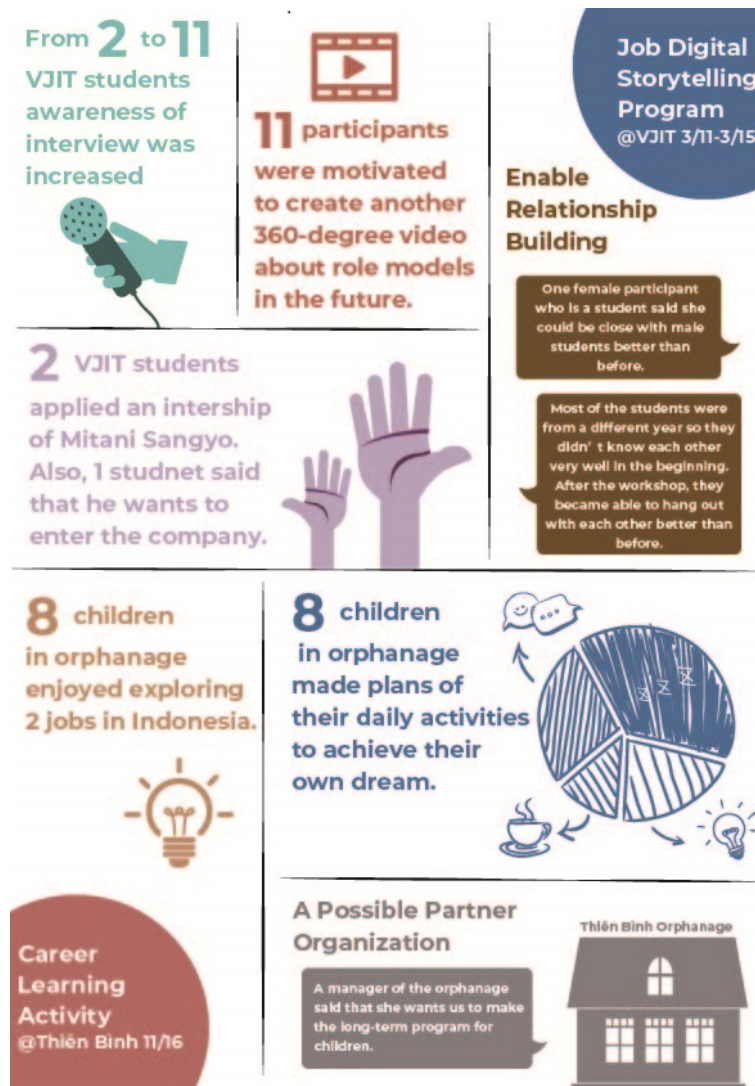 From 2 to 11
VJIT students
awareness of
interview was
increased
11 participants
were motivated
to create another
360-degree video
about role models
in the future.
Job Digital
Storytelling
Program
@VJIT 3/11-3/15
Enable
Relationship
Building
One female participant
who is a student said she
could be close with male
students better than
before.
Most of the students were
from a different year so they
didn' t know each other
very well in the beginning.
After the workshop, they
became able to hang out
with each other better than
before.
2 VJIT students
applied an intership
of Mitani Sangyo.
Also, 1 studnet said
that he wants to
enter the company.
8 children
in orphanage
enjoyed exploring
2 jobs in Indonesia.
8 children
in orphanage
made plans of
their daily activities
to achieve their
own dream.
z z z
Career
Learning
Activity
@Thiên Bình 11/16
A Possible Partner
Organization
A manager of the orphanage
said that she wants us to make
the long-term program for
children.
Thiên Bình Orphanage